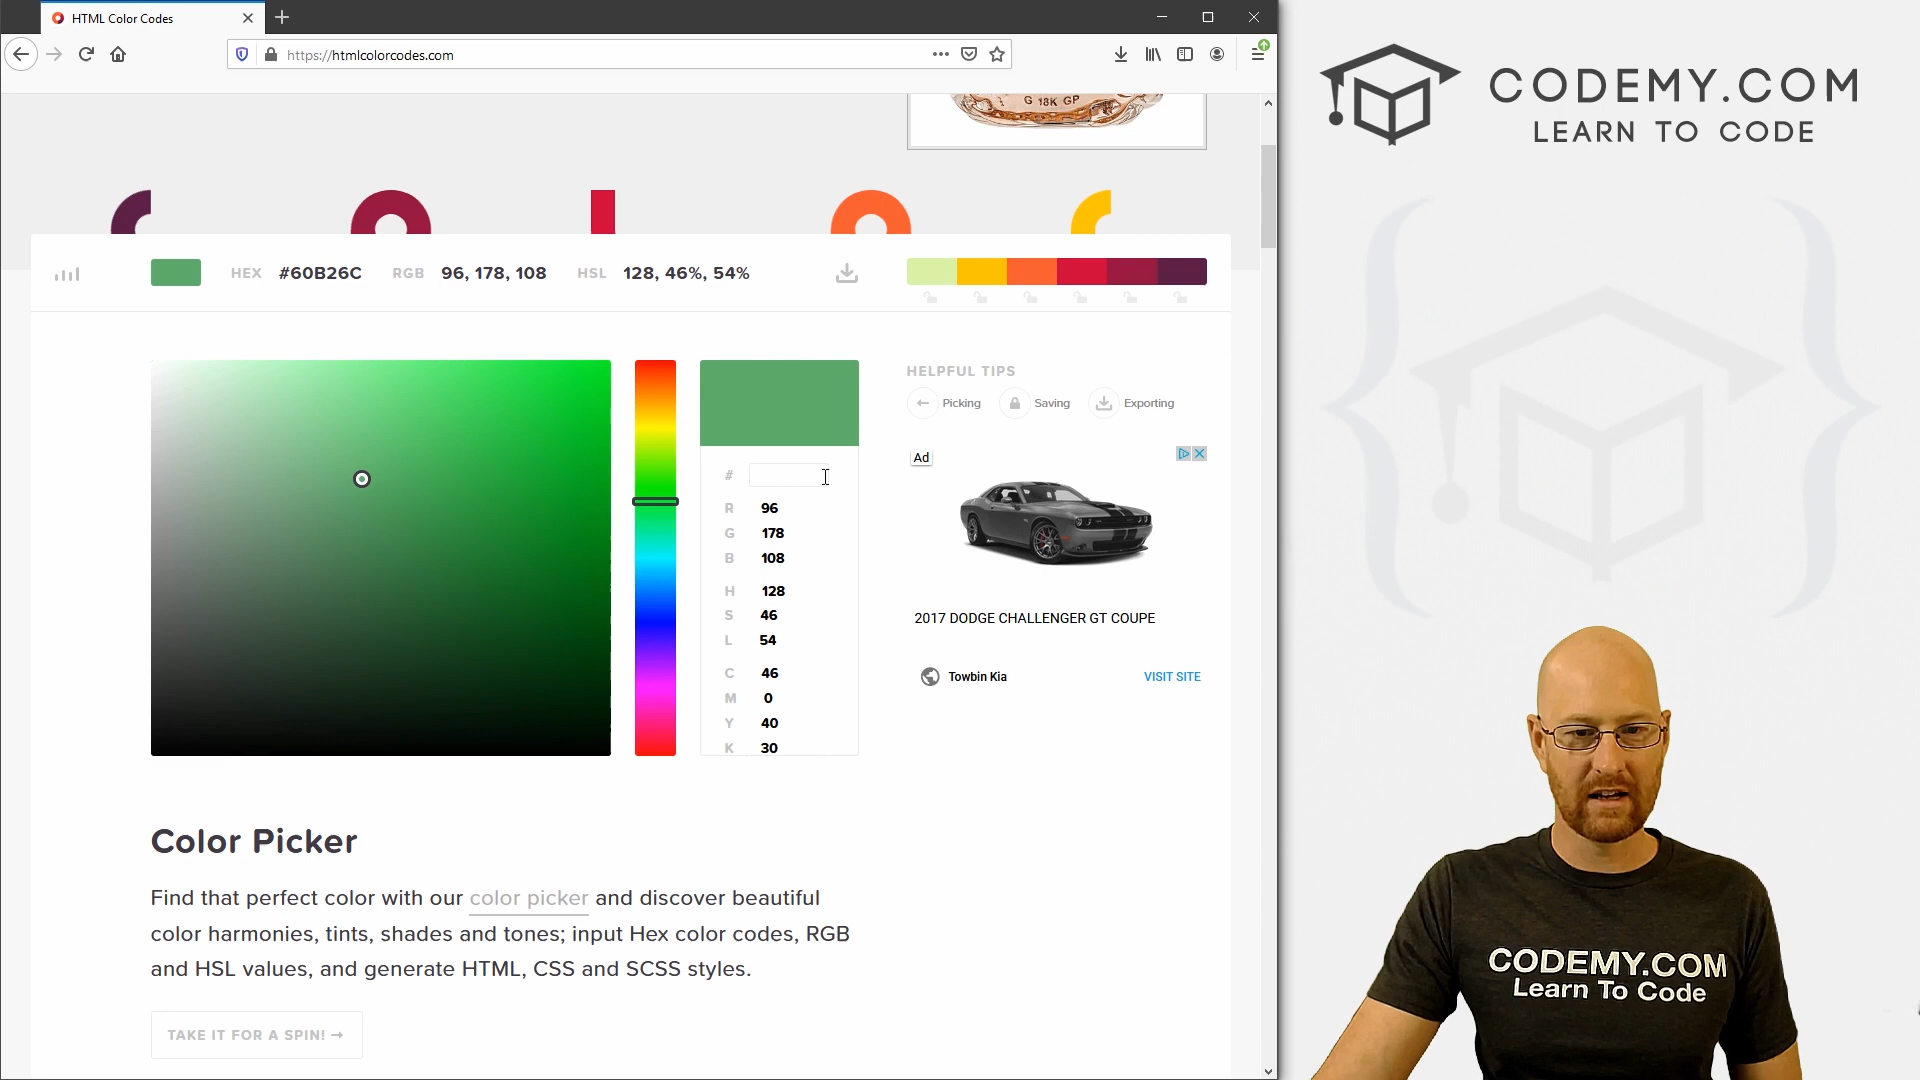 HTML Color Codes
https://htmlcolorcodes.com
G 18K GP
CODEMY.COM
LEARN TO CODE
HEX #60B26C RGB 96, 178, 108 HSL 128, 46%, 54%
#
R 96
G 178
B 108
H 128
S 46
L 54
C 46
M 0
Y 40
K 30
HELPFUL TIPS
Picking Saving Exporting
Ad
2017 DODGE CHALLENGER GT COUPE
Towbin Kia VISIT SITE
Color Picker
Find that perfect color with our color picker and discover beautiful
color harmonies, tints, shades and tones; input Hex color codes, RGB
and HSL values, and generate HTML, CSS and SCSS styles.
TAKE IT FOR A SPIN! →
CODEMY.COM
Learn To Code